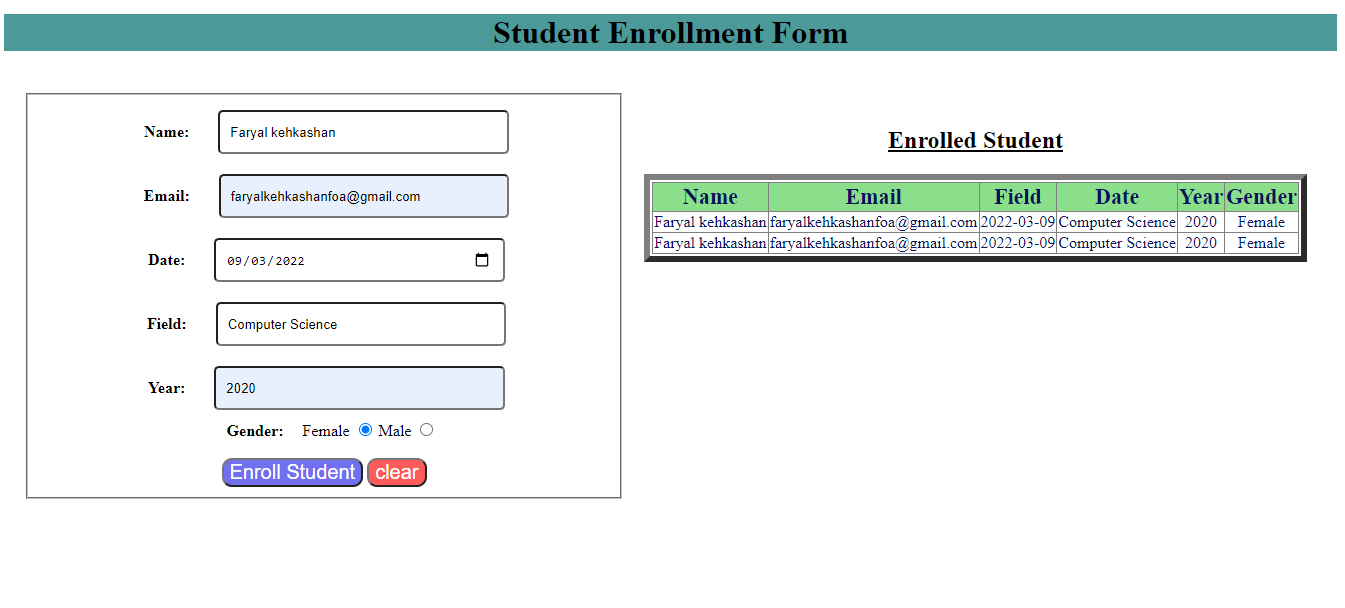 Student Enrollment Form
Name: Faryal kehkashan
Email: faryalkehkashanfoa@gmail.com
Date: 09/03/2022
Field: Computer Science
Year: 2020
Gender: Female Male
Enroll Student clear
Enrolled Student
Name Email Field Date Year Gender
Faryal kehkashan faryalkehkashanfoa@gmail.com 2022-03-09 Computer Science 2020 Female
Faryal kehkashan faryalkehkashanfoa@gmail.com 2022-03-09 Computer Science 2020 Female